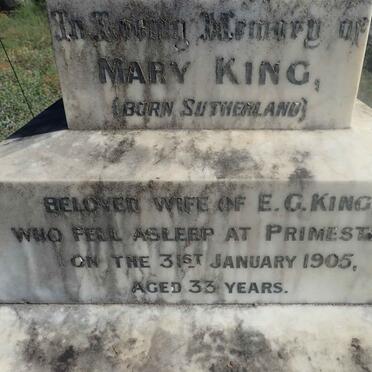 In Loving Memory of
MARY KING,
(BORN SUTHERLAND)
BELOVED WIFE OF E. G. KING
WHO FELL ASLEEP AT PRIMEST
ON THE 31ST JANUARY 1905,
AGED 33 YEARS.